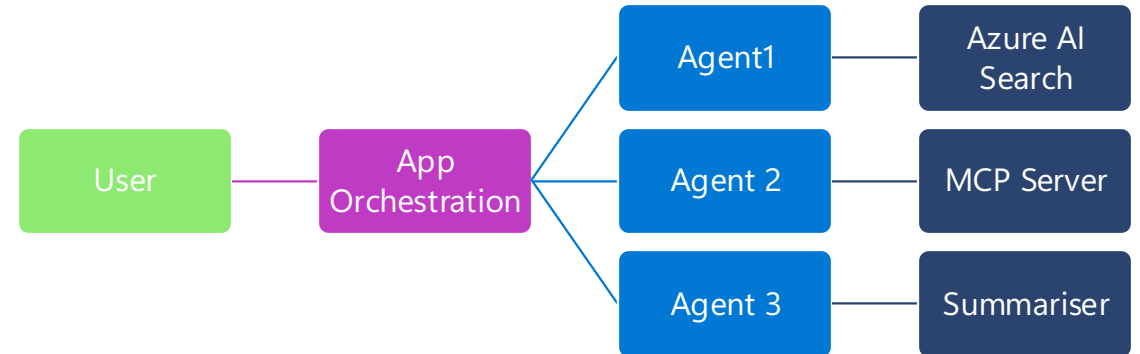 User
App
Orchestration
Agent1
Azure AI
Search
Agent 2
MCP Server
Agent 3
Summariser